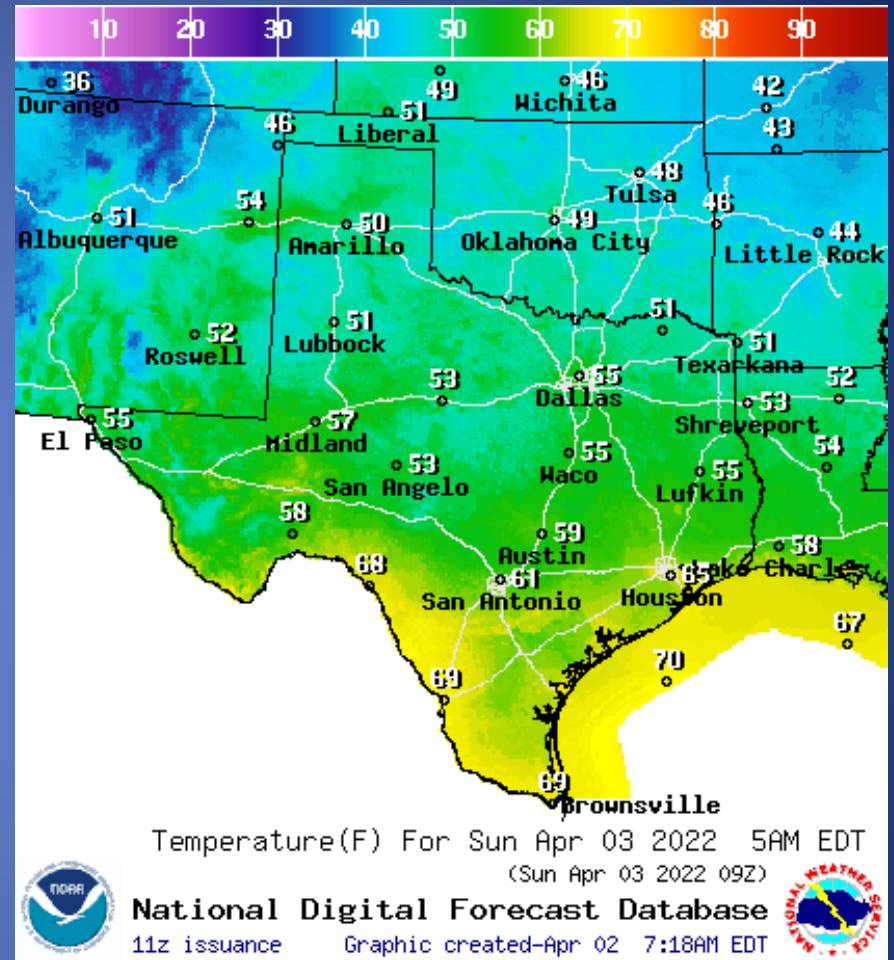 10 20 30 40 50 60 70 80 90
36 49 46 42
Durango Wichita
51
Liberal
46 43
48
Tulsa
51 54 50 49 46 44
Albuquerque Amarillo Oklahoma City Little Rock
52 51 51 51
Roswell Lubbock Texarkana
55
53 Dallas 53 52
55 57 Shreveport
El Paso Midland
53 55 55 54
San Angelo Waco Lufkin
58 59 58
Austin Lake Charles
68 61 65
San Antonio Houston
67
69 70
69
Brownsville
Temperature(F) For Sun Apr 03 2022 5AM EDT
(Sun Apr 03 2022 09Z)
NOAA
National Digital Forecast Database
11z issuance Graphic created-Apr 02 7:18AM EDT
NATIONAL WEATHER SERVICE